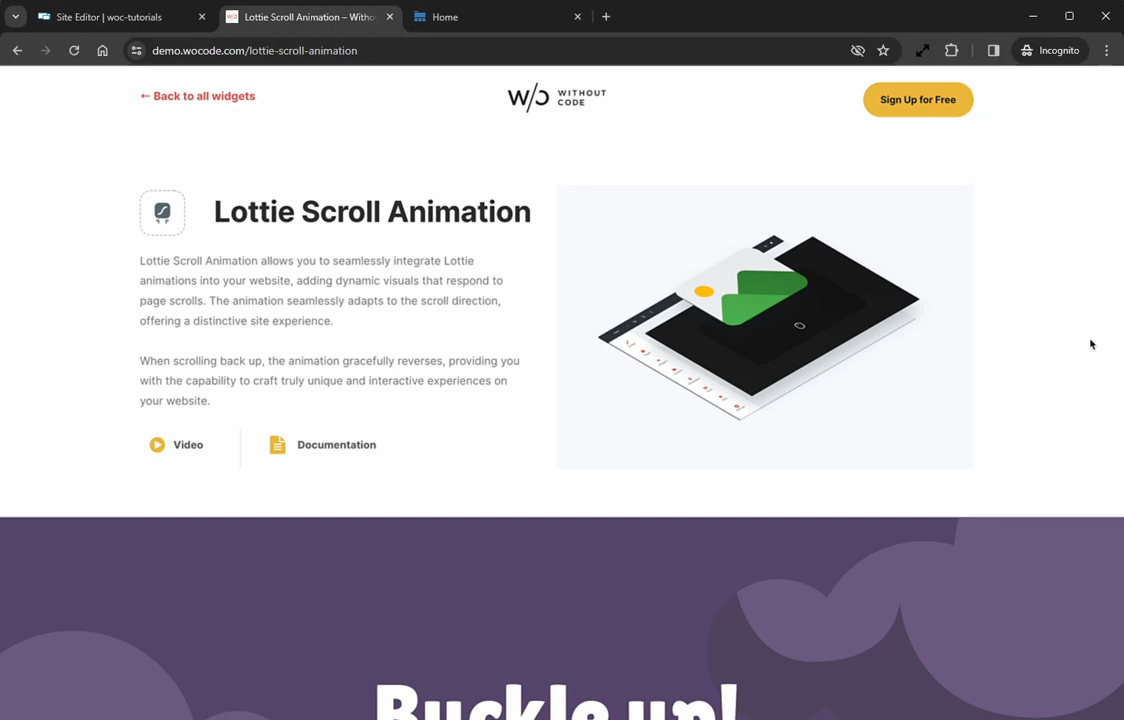 Site Editor | woc-tutorials
Lottie Scroll Animation – Witho
Home
demo.wocode.com/lottie-scroll-animation
Incognito
← Back to all widgets
W/O WITHOUT
CODE
Sign Up for Free
Lottie Scroll Animation
Lottie Scroll Animation allows you to seamlessly integrate Lottie
animations into your website, adding dynamic visuals that respond to
page scrolls. The animation seamlessly adapts to the scroll direction,
offering a distinctive site experience.
When scrolling back up, the animation gracefully reverses, providing you
with the capability to craft truly unique and interactive experiences on
your website.
Video
Documentation
Buckle up!